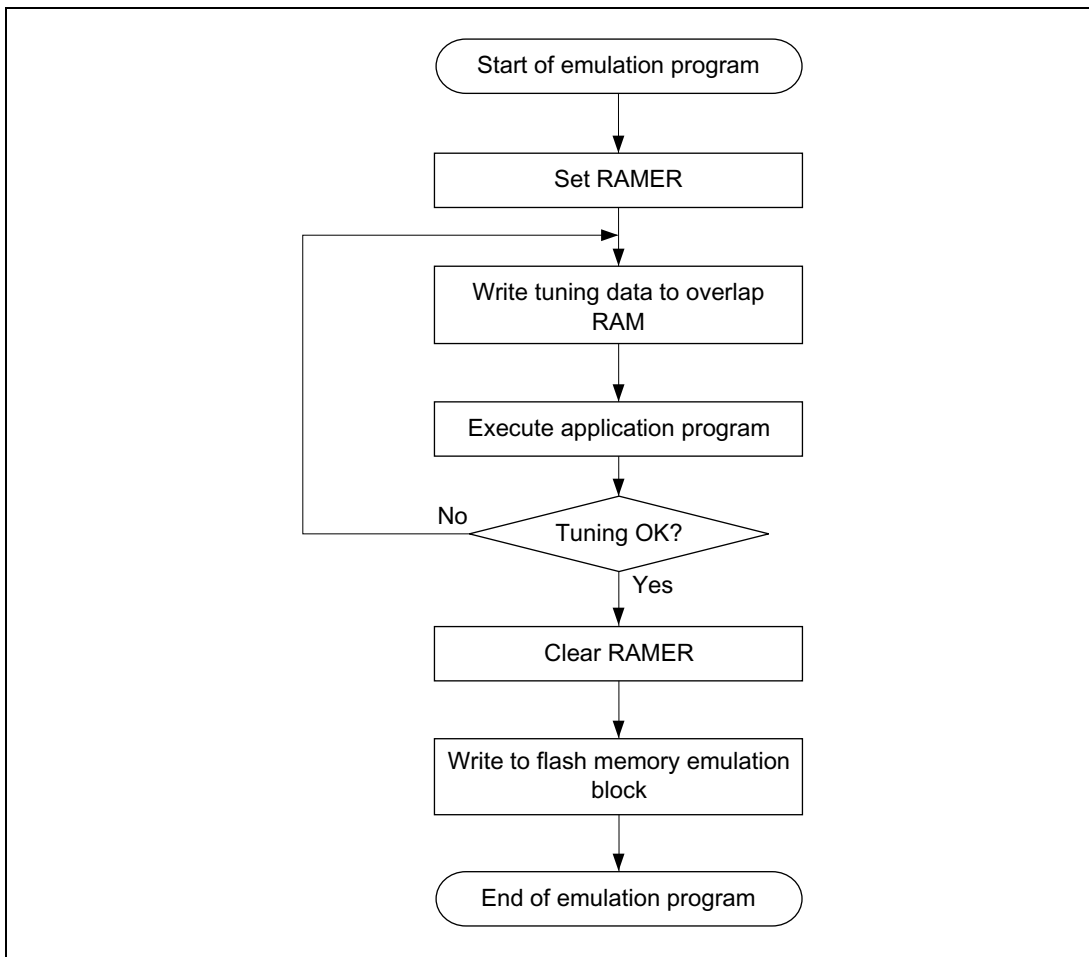 Start of emulation program
Set RAMER
Write tuning data to overlap
RAM
Execute application program
No
Tuning OK?
Yes
Clear RAMER
Write to flash memory emulation
block
End of emulation program